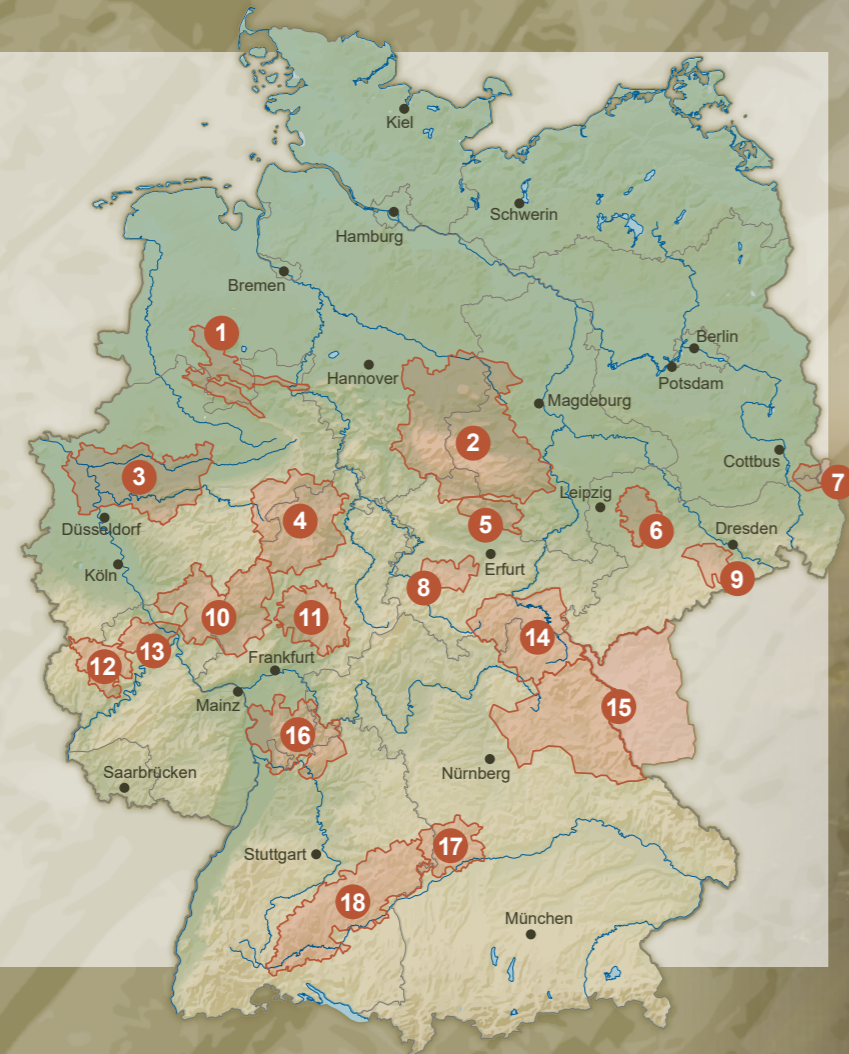 Kiel
Schwerin
Hamburg
Bremen
1
Berlin
Hannover
Potsdam
Magdeburg
2
Cottbus
3
Leipzig
7
4
5
6
Düsseldorf
Dresden
Köln
Erfurt
8
9
10
11
14
13
12
Frankfurt
Mainz
15
16
Saarbrücken
Nürnberg
17
Stuttgart
18
München